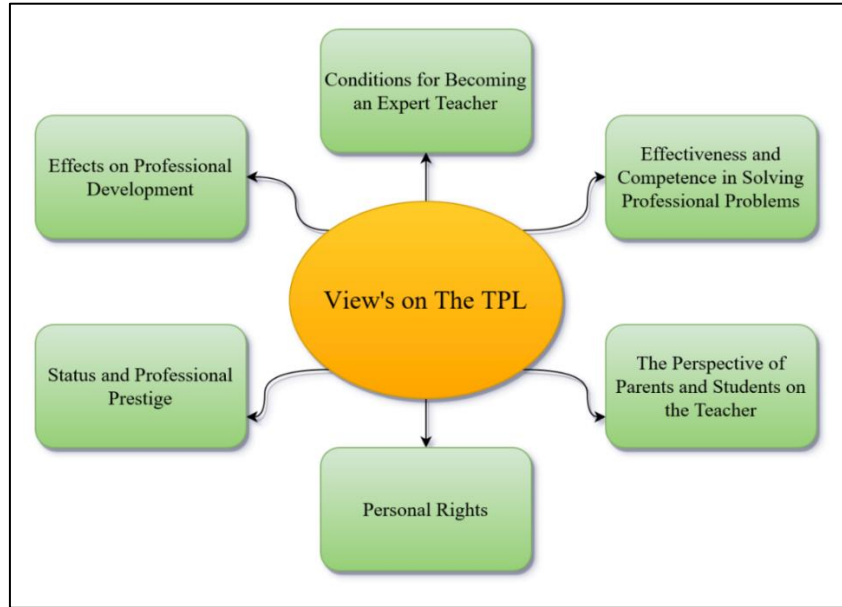 Conditions for Becoming
an Expert Teacher
Effects on Professional
Development
Effectiveness and
Competence in Solving
Professional Problems
View's on The TPL
Status and Professional
Prestige
The Perspective of
Parents and Students on
the Teacher
Personal Rights